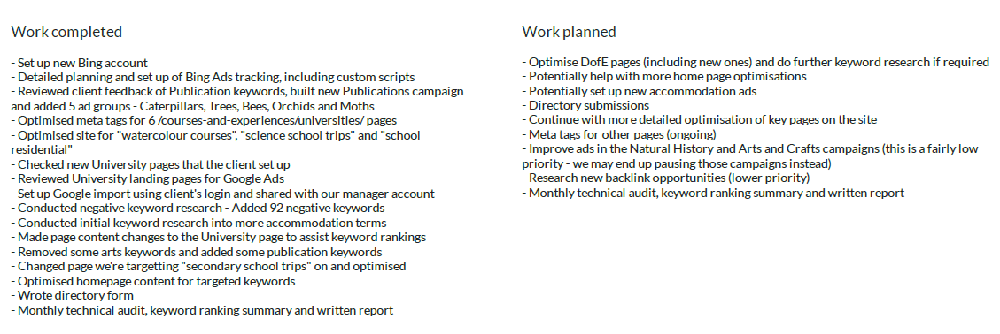 Work completed
- Set up new Bing account
- Detailed planning and set up of Bing Ads tracking, including custom scripts
- Reviewed client feedback of Publication keywords, built new Publications campaign
and added 5 ad groups - Caterpillars, Trees, Bees, Orchids and Moths
- Optimised meta tags for 6 /courses-and-experiences/universities/ pages
- Optimised site for "watercolour courses", "science school trips" and "school
residential"
- Checked new University pages that the client set up
- Reviewed University landing pages for Google Ads
- Set up Google import using client's login and shared with our manager account
- Conducted negative keyword research - Added 92 negative keywords
- Conducted initial keyword research into more accommodation terms
- Made page content changes to the University page to assist keyword rankings
- Removed some arts keywords and added some publication keywords
- Changed page we're targetting "secondary school trips" on and optimised
- Optimised homepage content for targeted keywords
- Wrote directory form
- Monthly technical audit, keyword ranking summary and written report
Work planned
- Optimise DofE pages (including new ones) and do further keyword research if required
- Potentially help with more home page optimisations
- Potentially set up new accommodation ads
- Directory submissions
- Continue with more detailed optimisation of key pages on the site
- Meta tags for other pages (ongoing)
- Improve ads in the Natural History and Arts and Crafts campaigns (this is a fairly low
priority - we may end up pausing those campaigns instead)
- Research new backlink opportunities (lower priority)
- Monthly technical audit, keyword ranking summary and written report